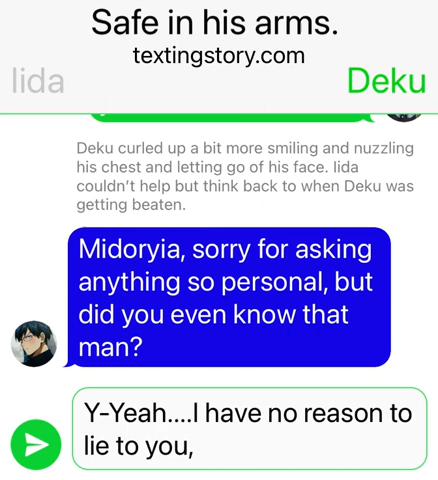 Safe in his arms.
textingstory.com
Iida
Deku
Deku curled up a bit more smiling and nuzzling
his chest and letting go of his face. Iida
couldn't help but think back to when Deku was
getting beaten.
Midoryia, sorry for asking
anything so personal, but
did you even know that
man?
Y-Yeah....I have no reason to
lie to you,